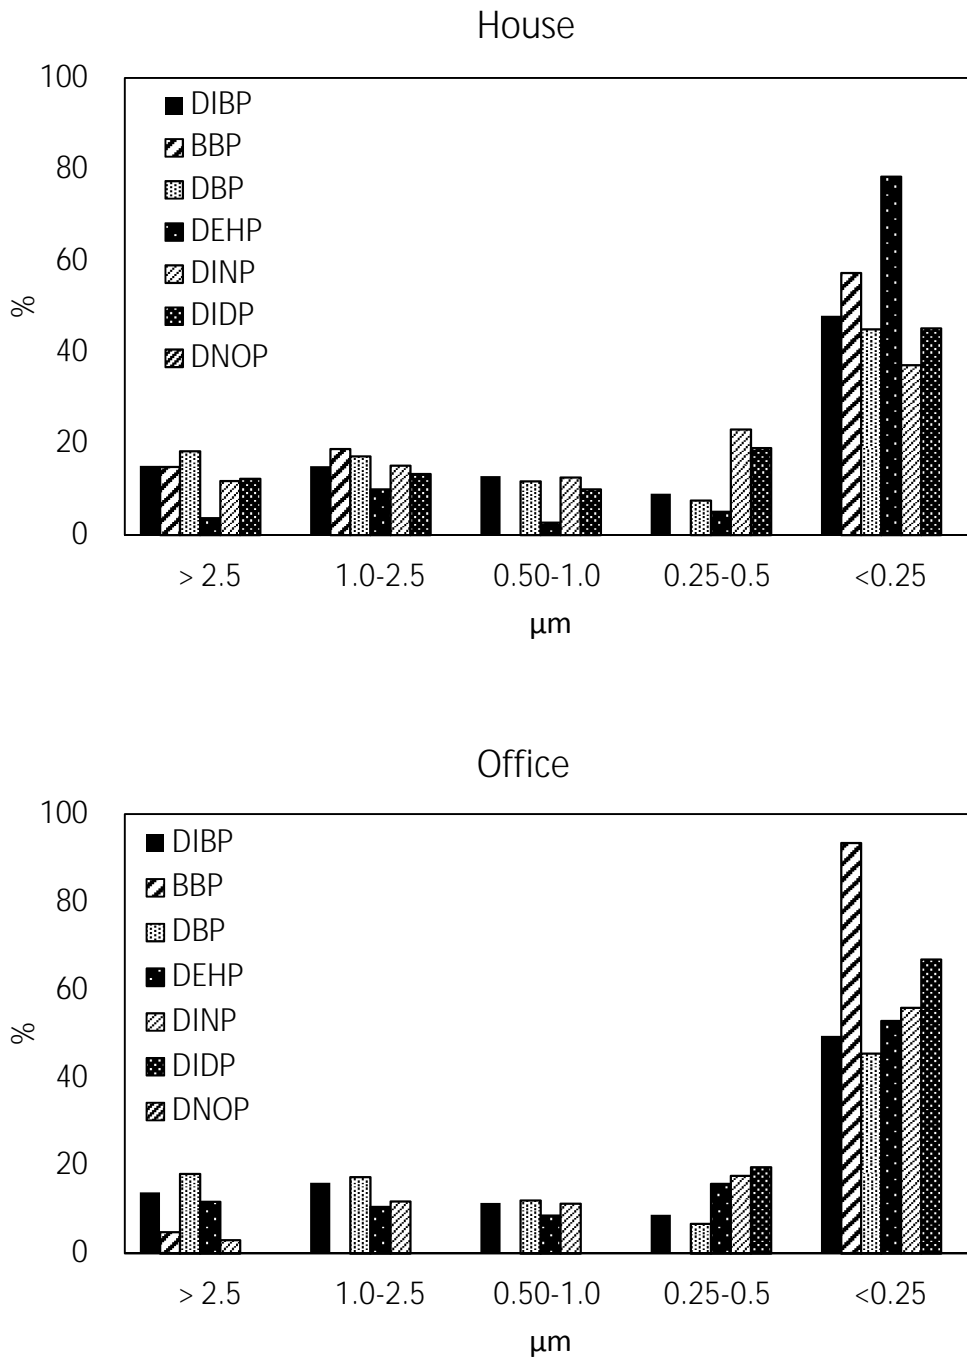 House
100
80
60
40
20
0
%
DIBP
BBP
DBP
DEHP
DINP
DIDP
DNOP
> 2.5 1.0-2.5 0.50-1.0 0.25-0.5 <0.25
µm
Office
100
80
60
40
20
0
%
DIBP
BBP
DBP
DEHP
DINP
DIDP
DNOP
> 2.5 1.0-2.5 0.50-1.0 0.25-0.5 <0.25
µm